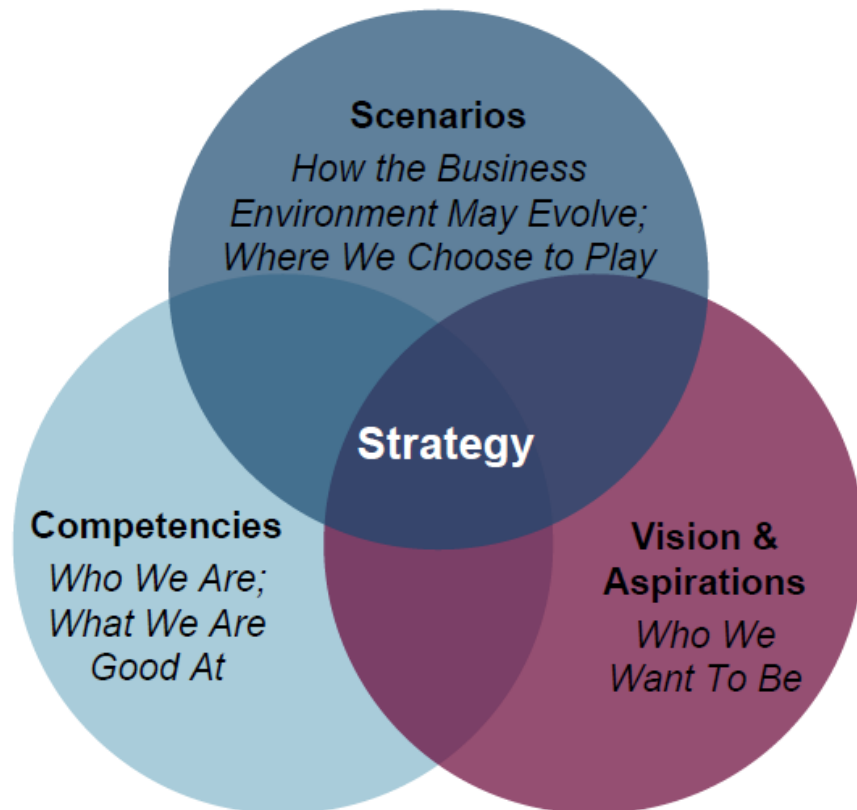 Scenarios
How the Business
Environment May Evolve;
Where We Choose to Play
Strategy
Competencies
Who We Are;
What We Are
Good At
Vision &
Aspirations
Who We
Want To Be